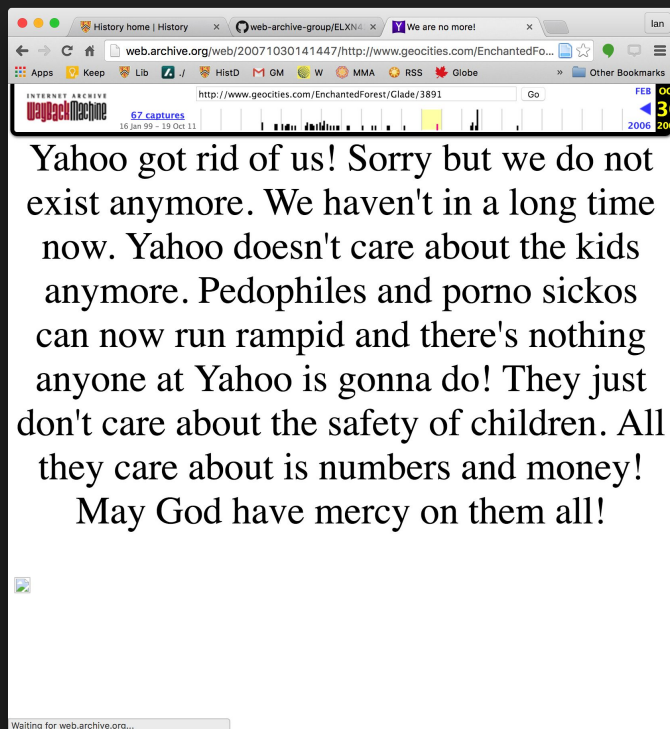 History home | History
web-archive-group/ELXN4
We are no more!
Ian
web.archive.org/web/20071030141447/http://www.geocities.com/EnchantedFo...
Apps Keep Lib ./ HistD GM W MMA RSS Globe » Other Bookmarks
INTERNET ARCHIVE
WayBackMachine
http://www.geocities.com/EnchantedForest/Glade/3891
Go
67 captures
16 Jan 99 - 19 Oct 11
FEB
2006
Yahoo got rid of us! Sorry but we do not
exist anymore. We haven't in a long time
now. Yahoo doesn't care about the kids
anymore. Pedophiles and porno sickos
can now run rampid and there's nothing
anyone at Yahoo is gonna do! They just
don't care about the safety of children. All
they care about is numbers and money!
May God have mercy on them all!
Waiting for web.archive.org...